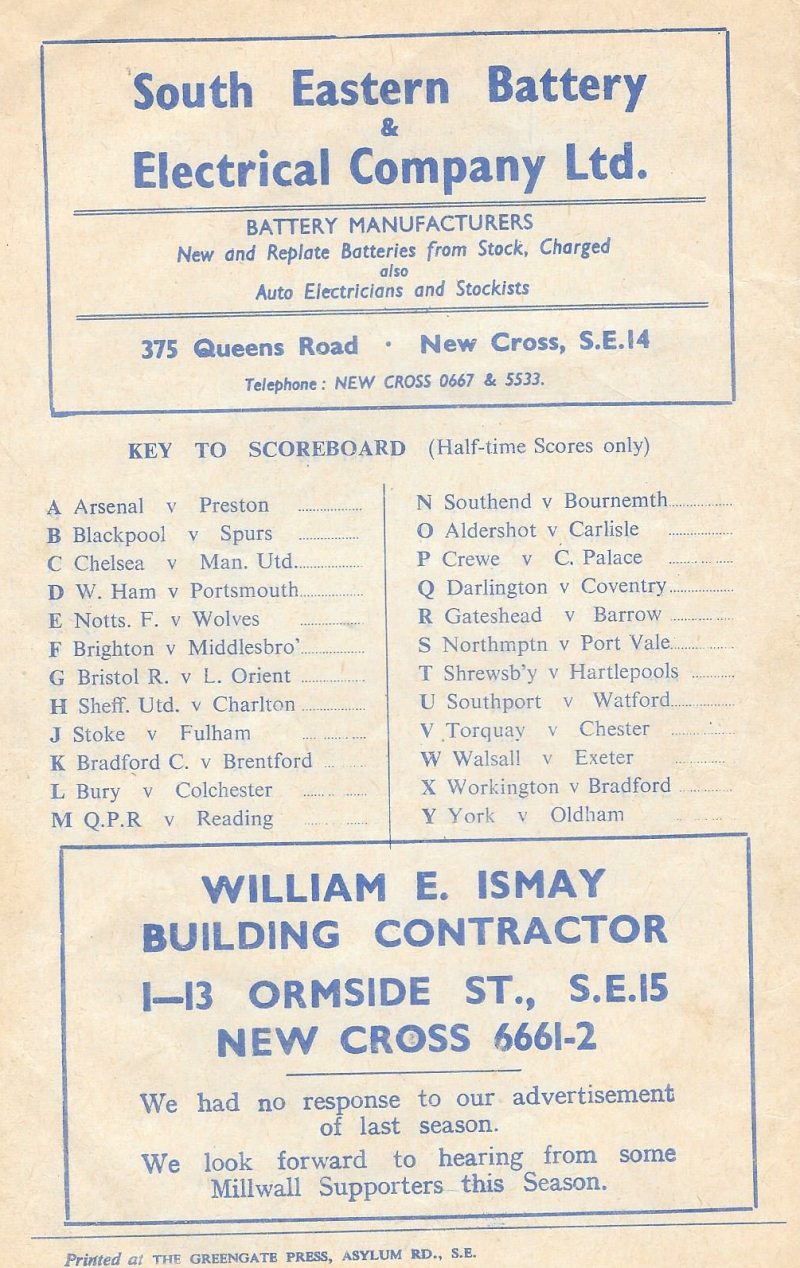 South Eastern Battery
&
Electrical Company Ltd.
BATTERY MANUFACTURERS
New and Replate Batteries from Stock, Charged
also
Auto Electricians and Stockists
375 Queens Road · New Cross, S.E.14
Telephone : NEW CROSS 0667 & 5533.
KEY TO SCOREBOARD (Half-time Scores only)
A Arsenal v Preston
B Blackpool v Spurs
C Chelsea v Man. Utd.
D W. Ham v Portsmouth
E Notts. F. v Wolves
F Brighton v Middlesbro'
G Bristol R. v L. Orient
H Sheff. Utd. v Charlton
J Stoke v Fulham
K Bradford C. v Brentford
L Bury v Colchester
M Q.P.R v Reading
N Southend v Bournemth
O Aldershot v Carlisle
P Crewe v C. Palace
Q Darlington v Coventry
R Gateshead v Barrow
S Northmptn v Port Vale
T Shrewsb'y v Hartlepools
U Southport v Watford
V Torquay v Chester
W Walsall v Exeter
X Workington v Bradford
Y York v Oldham
WILLIAM E. ISMAY
BUILDING CONTRACTOR
1—13 ORMSIDE ST., S.E.15
NEW CROSS 6661-2
We had no response to our advertisement
of last season.
We look forward to hearing from some
Millwall Supporters this Season.
Printed at THE GREENGATE PRESS, ASYLUM RD., S.E.